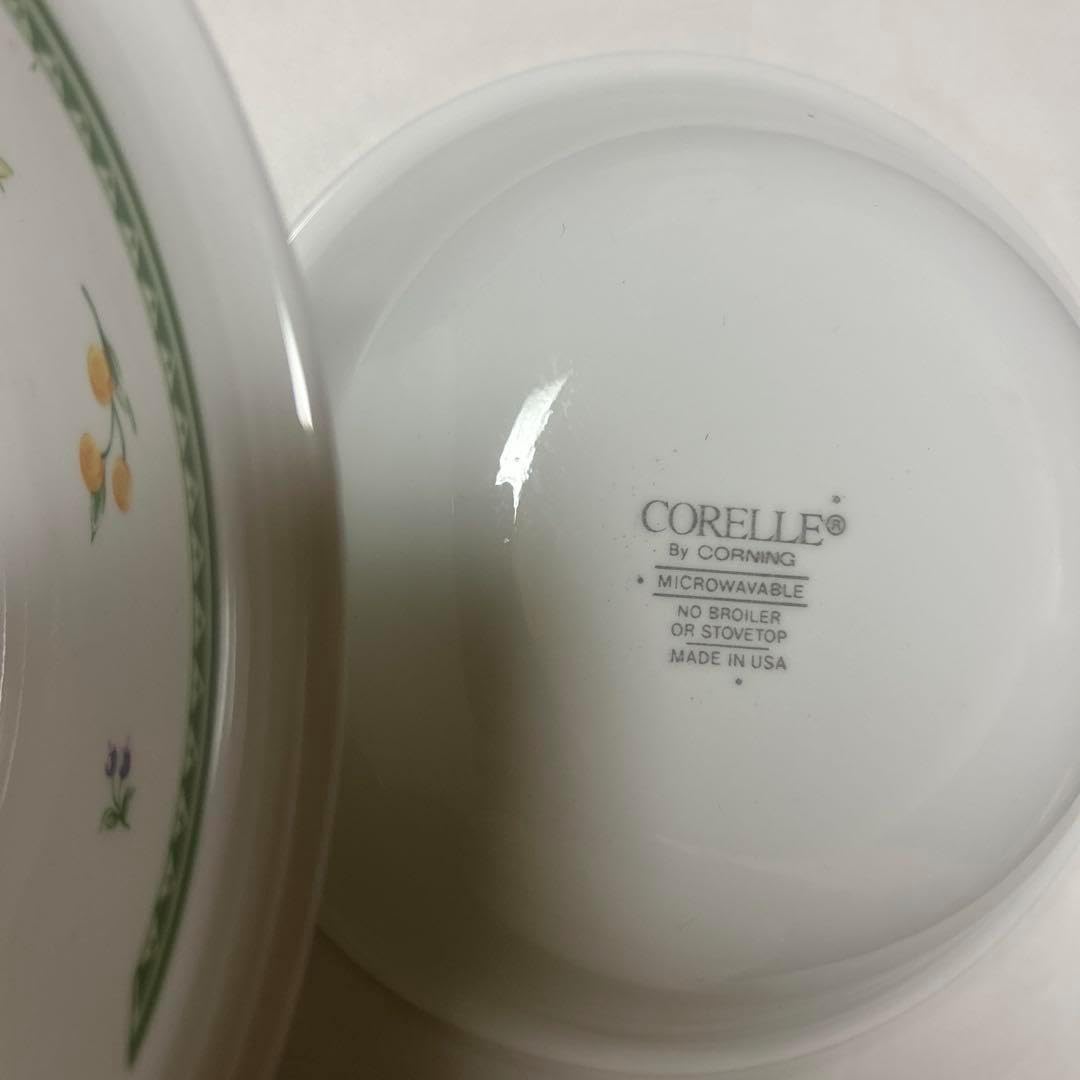 CORELLE®
By CORNING
MICROWAVABLE
NO BROILER
OR STOVETOP
MADE IN USA